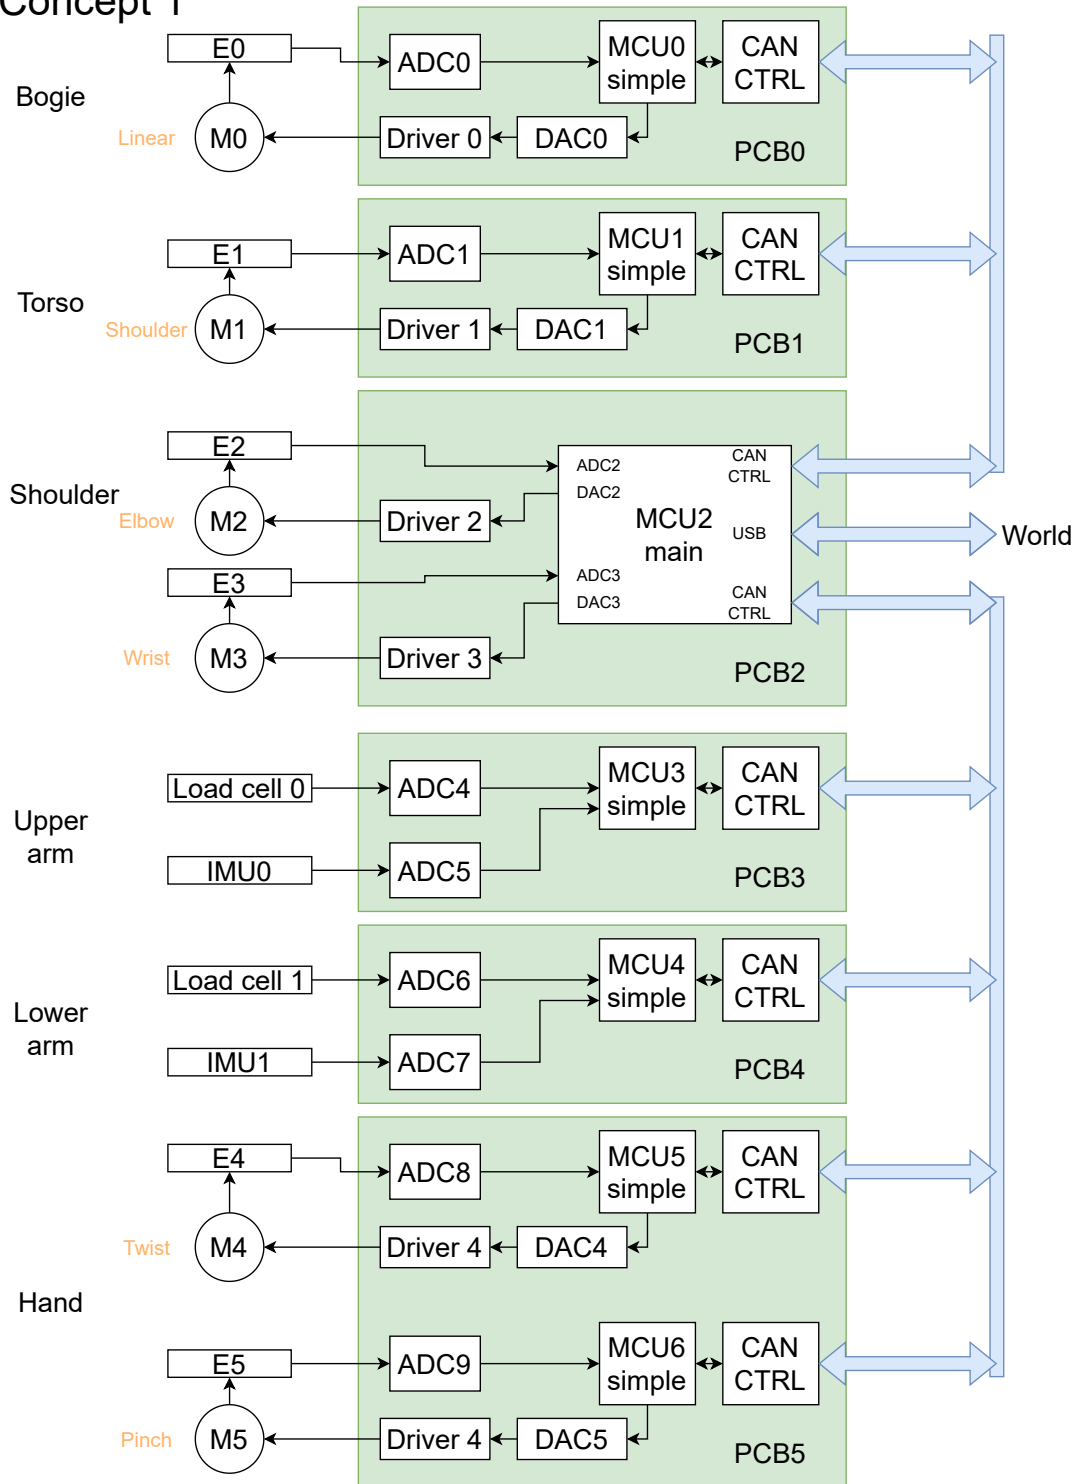 Concept 1
E0
ADC0
MCU0
simple
CAN
CTRL
Bogie
Linear
M0
Driver 0
DAC0
PCB0
E1
ADC1
MCU1
simple
CAN
CTRL
Torso
Shoulder
M1
Driver 1
DAC1
PCB1
E2
ADC2
CAN
CTRL
DAC2
Shoulder
Elbow
M2
Driver 2
MCU2
main
USB
World
E3
ADC3
DAC3
CAN
CTRL
Wrist
M3
Driver 3
PCB2
Load cell 0
ADC4
MCU3
simple
CAN
CTRL
Upper
arm
IMU0
ADC5
PCB3
Load cell 1
ADC6
MCU4
simple
CAN
CTRL
Lower
arm
IMU1
ADC7
PCB4
E4
ADC8
MCU5
simple
CAN
CTRL
Twist
M4
Driver 4
DAC4
Hand
E5
ADC9
MCU6
simple
CAN
CTRL
Pinch
M5
Driver 4
DAC5
PCB5